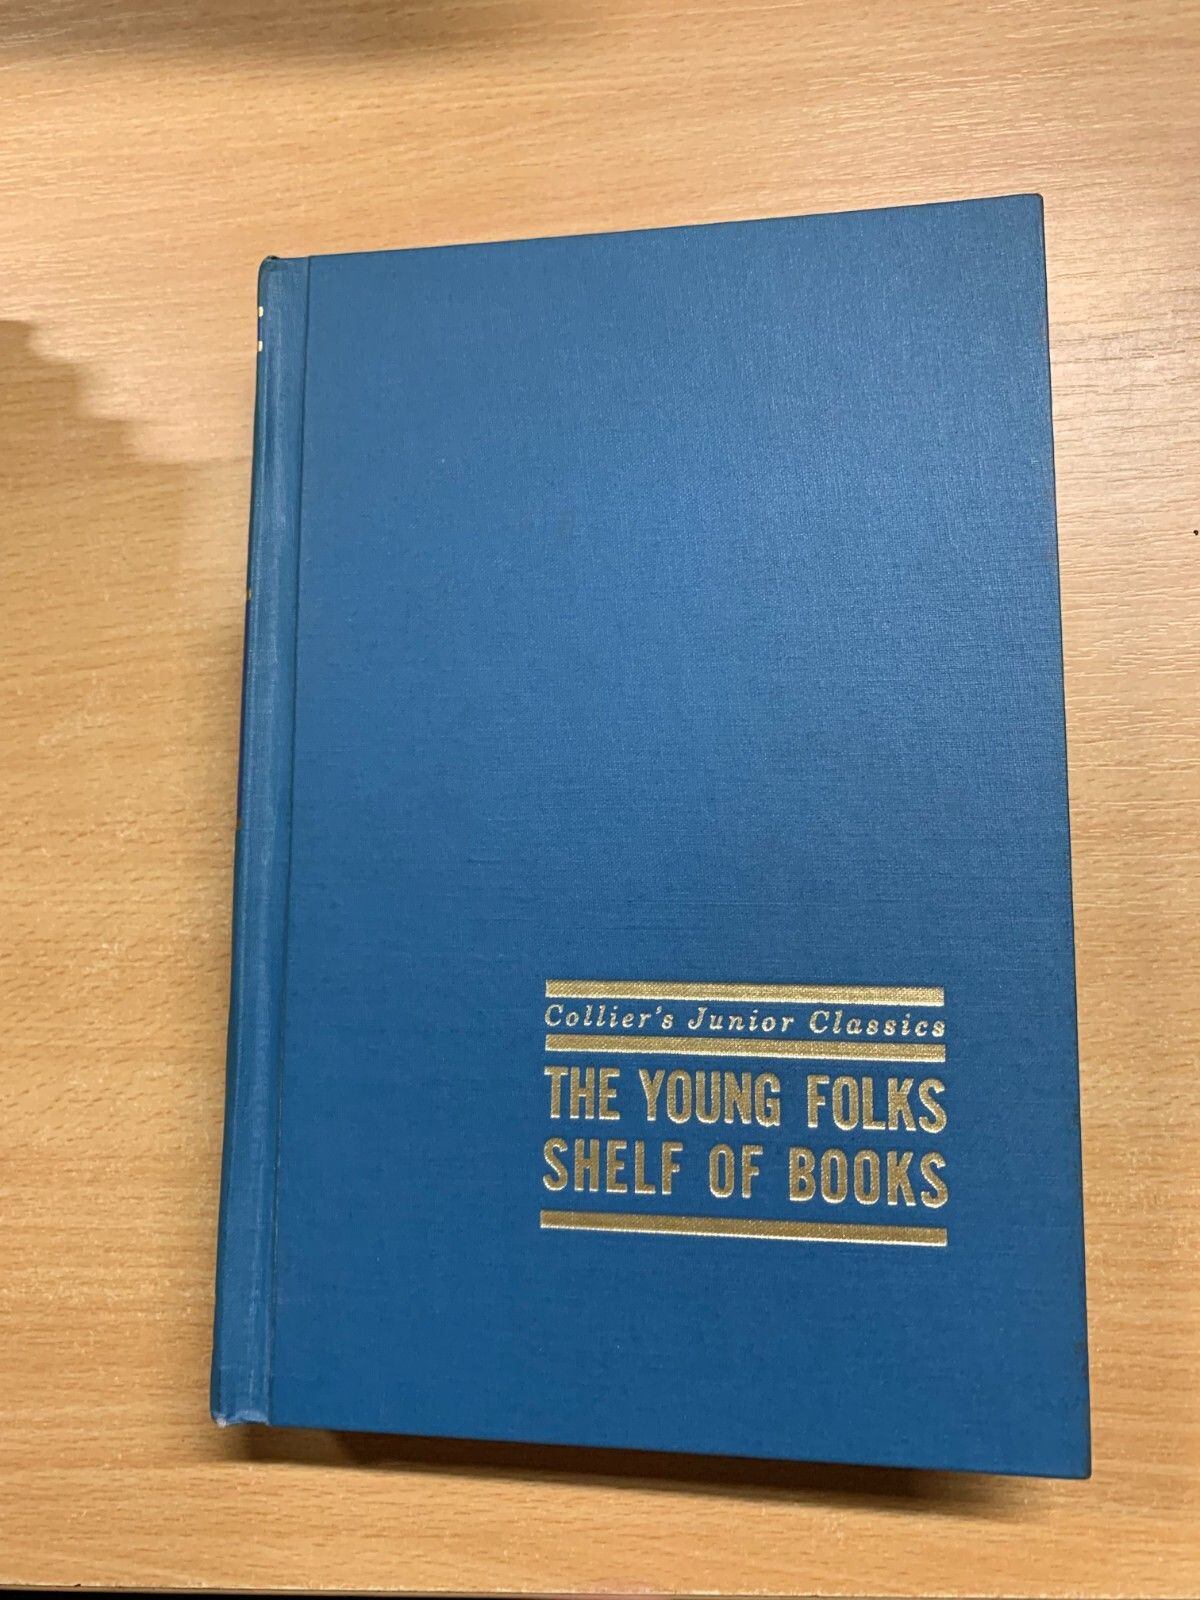 Collier's Junior Classics
THE YOUNG FOLKS
SHELF OF BOOKS